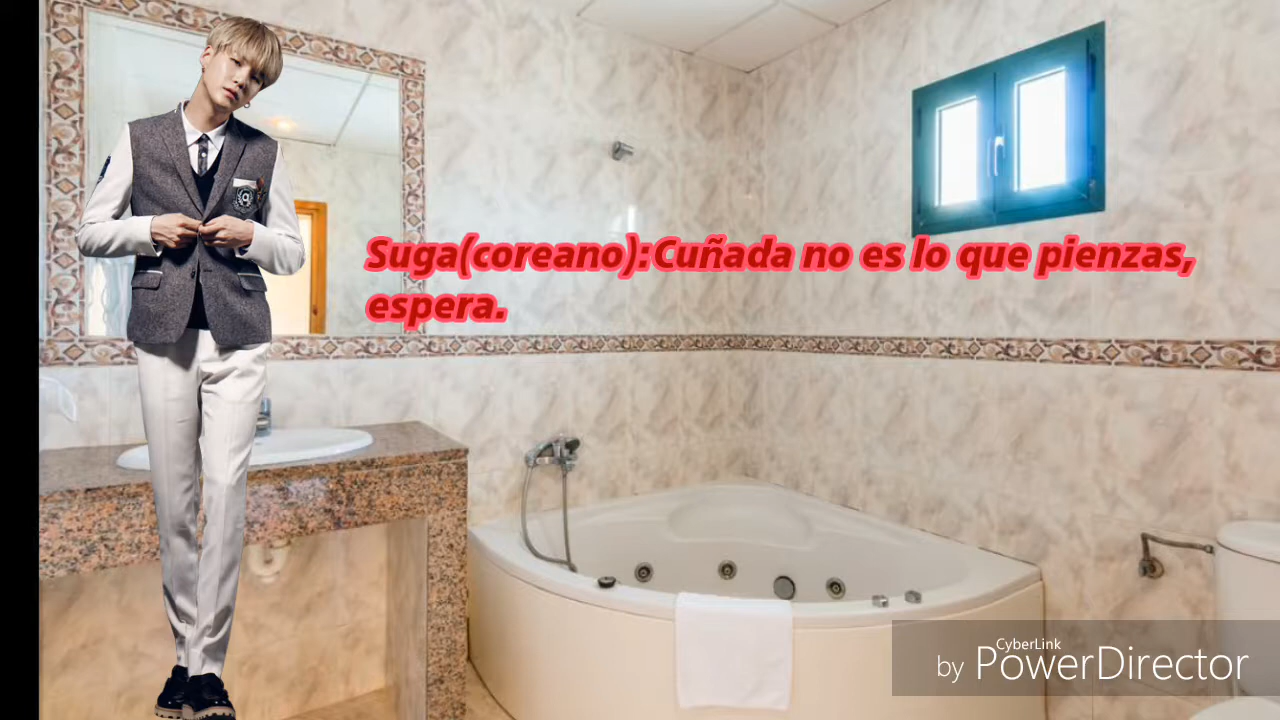 Suga(coreano):Cuñada no es lo que pienzas,
espera.
CyberLink
by PowerDirector